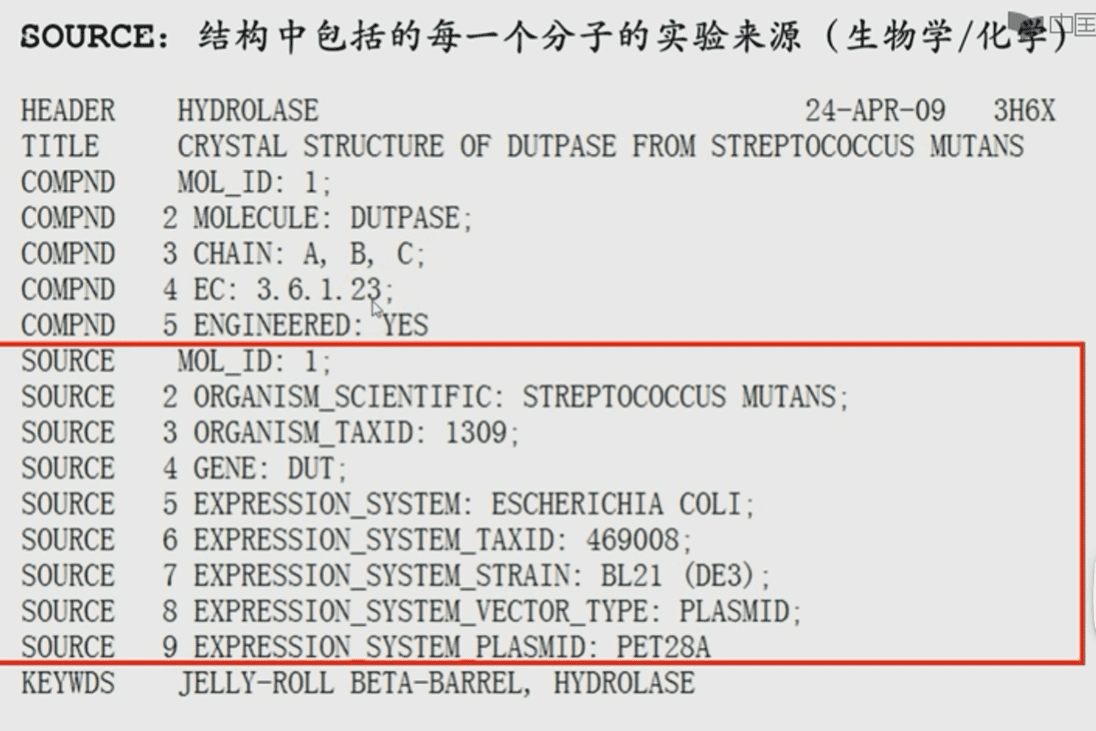 SOURCE: 结构中包括的每一个分子的实验来源（生物学/化学）
中国
HEADER HYDROLASE 24-APR-09 3H6X
TITLE CRYSTAL STRUCTURE OF DUTPASE FROM STREPTOCOCCUS MUTANS
COMPND MOL_ID: 1;
COMPND 2 MOLECULE: DUTPASE;
COMPND 3 CHAIN: A, B, C;
COMPND 4 EC: 3.6.1.23;
COMPND 5 ENGINEERED: YES
SOURCE MOL_ID: 1;
SOURCE 2 ORGANISM_SCIENTIFIC: STREPTOCOCCUS MUTANS;
SOURCE 3 ORGANISM_TAXID: 1309;
SOURCE 4 GENE: DUT;
SOURCE 5 EXPRESSION_SYSTEM: ESCHERICHIA COLI;
SOURCE 6 EXPRESSION_SYSTEM_TAXID: 469008;
SOURCE 7 EXPRESSION_SYSTEM_STRAIN: BL21 (DE3);
SOURCE 8 EXPRESSION_SYSTEM_VECTOR_TYPE: PLASMID;
SOURCE 9 EXPRESSION_SYSTEM_PLASMID: PET28A
KEYWDS JELLY-ROLL BETA-BARREL, HYDROLASE